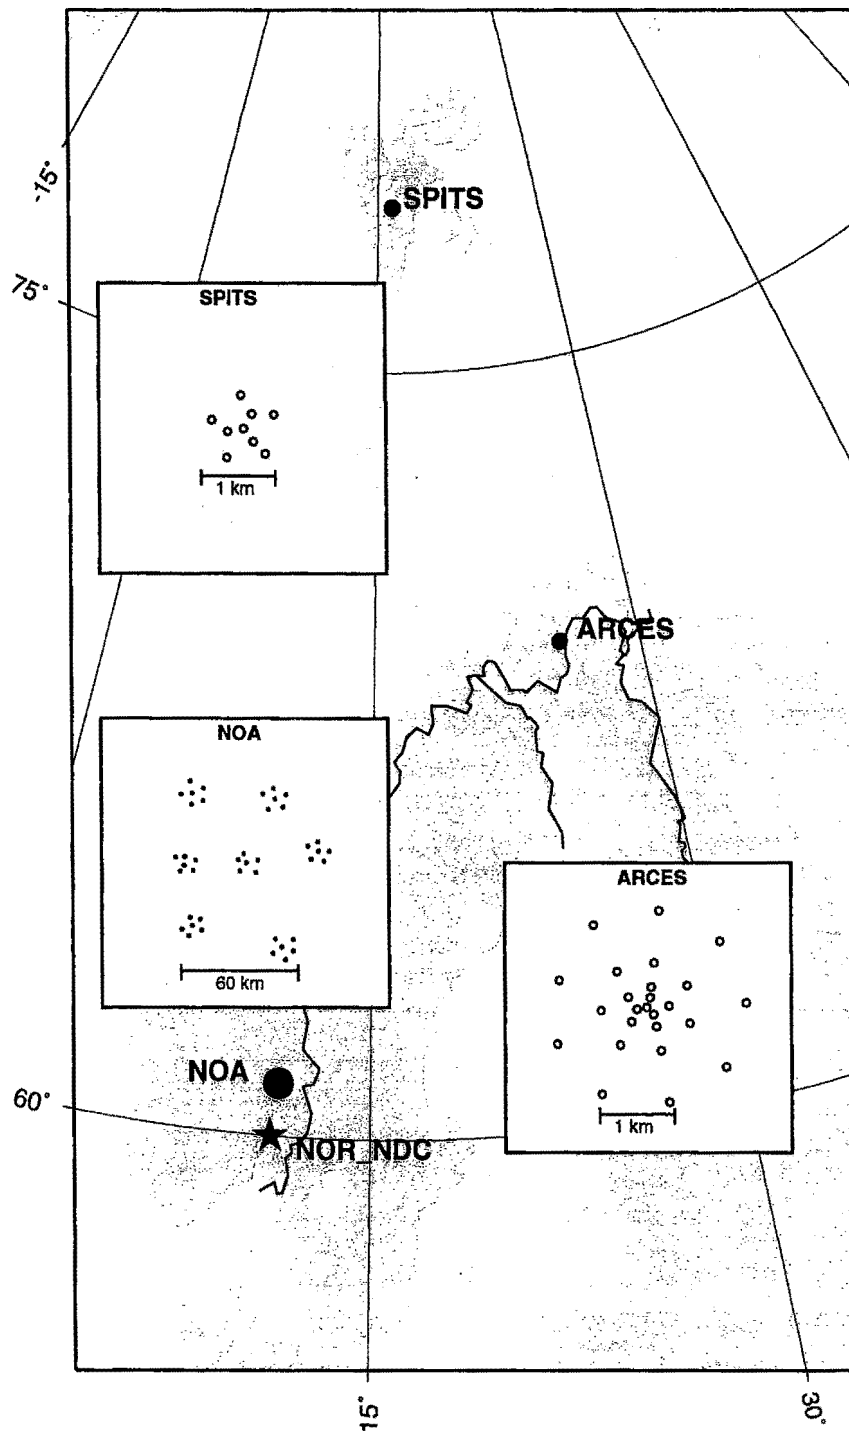 -15°
SPITS
75°
SPITS
1 km
ARCES
NOA
60 km
ARCES
1 km
NOA
60°
NOR_NDC
15°
30°